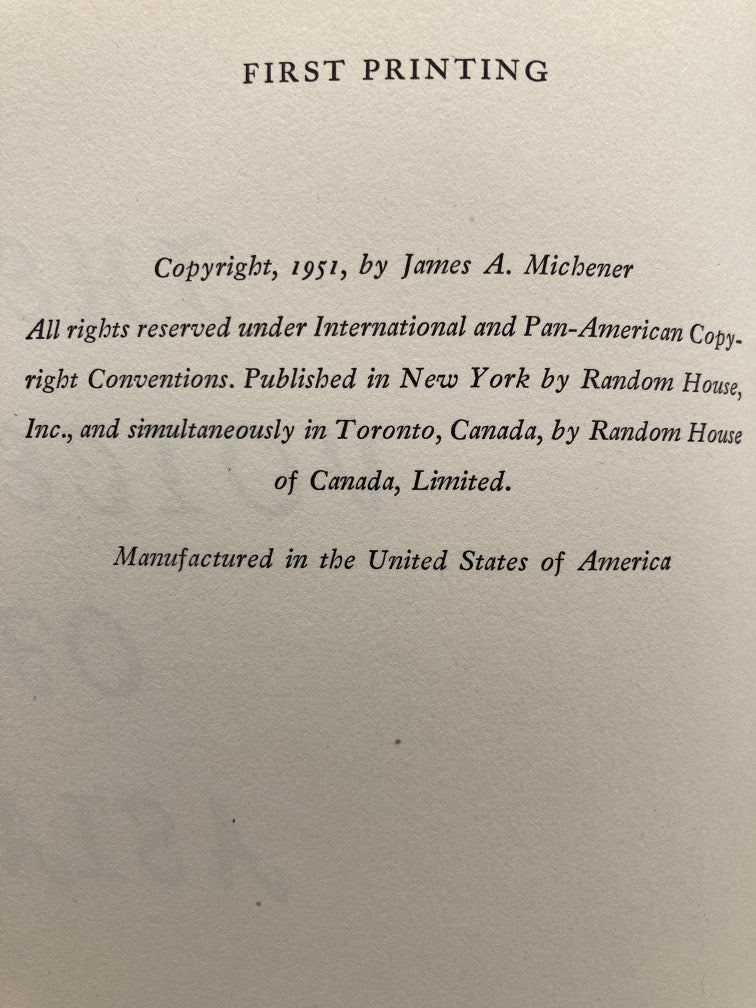 FIRST PRINTING
Copyright, 1951, by James A. Michener
All rights reserved under International and Pan-American Copy-
right Conventions. Published in New York by Random House,
Inc., and simultaneously in Toronto, Canada, by Random House
of Canada, Limited.
Manufactured in the United States of America